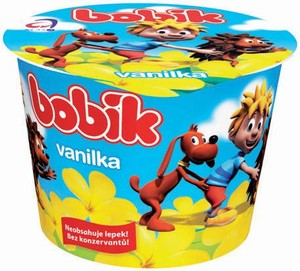 bobik
vanilka
bobik
vanilka
Neobsahuje lepek!
Bez konzervantů!